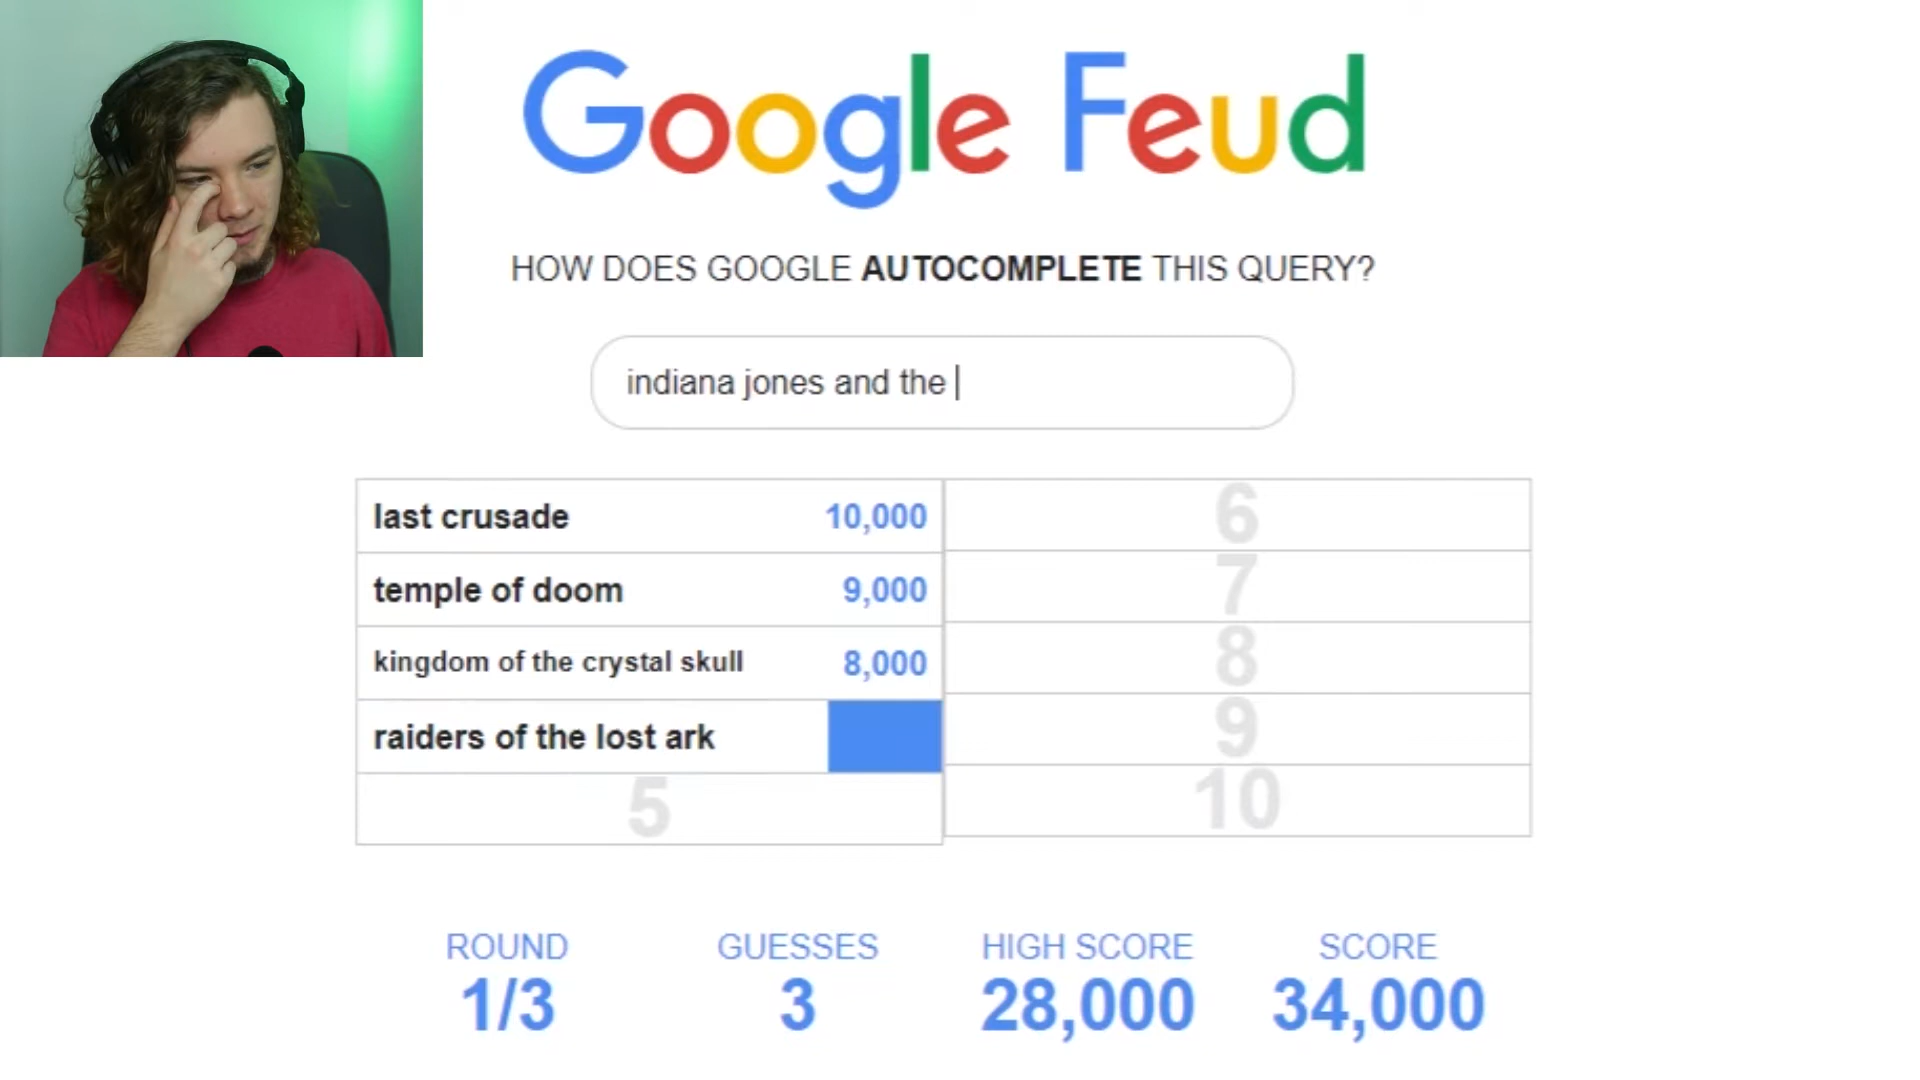 Google Feud
HOW DOES GOOGLE AUTOCOMPLETE THIS QUERY?
indiana jones and the
last crusade 10,000
temple of doom 9,000
kingdom of the crystal skull 8,000
raiders of the lost ark
5
6
7
8
9
10
ROUND GUESSES HIGH SCORE SCORE
1/3 3 28,000 34,000